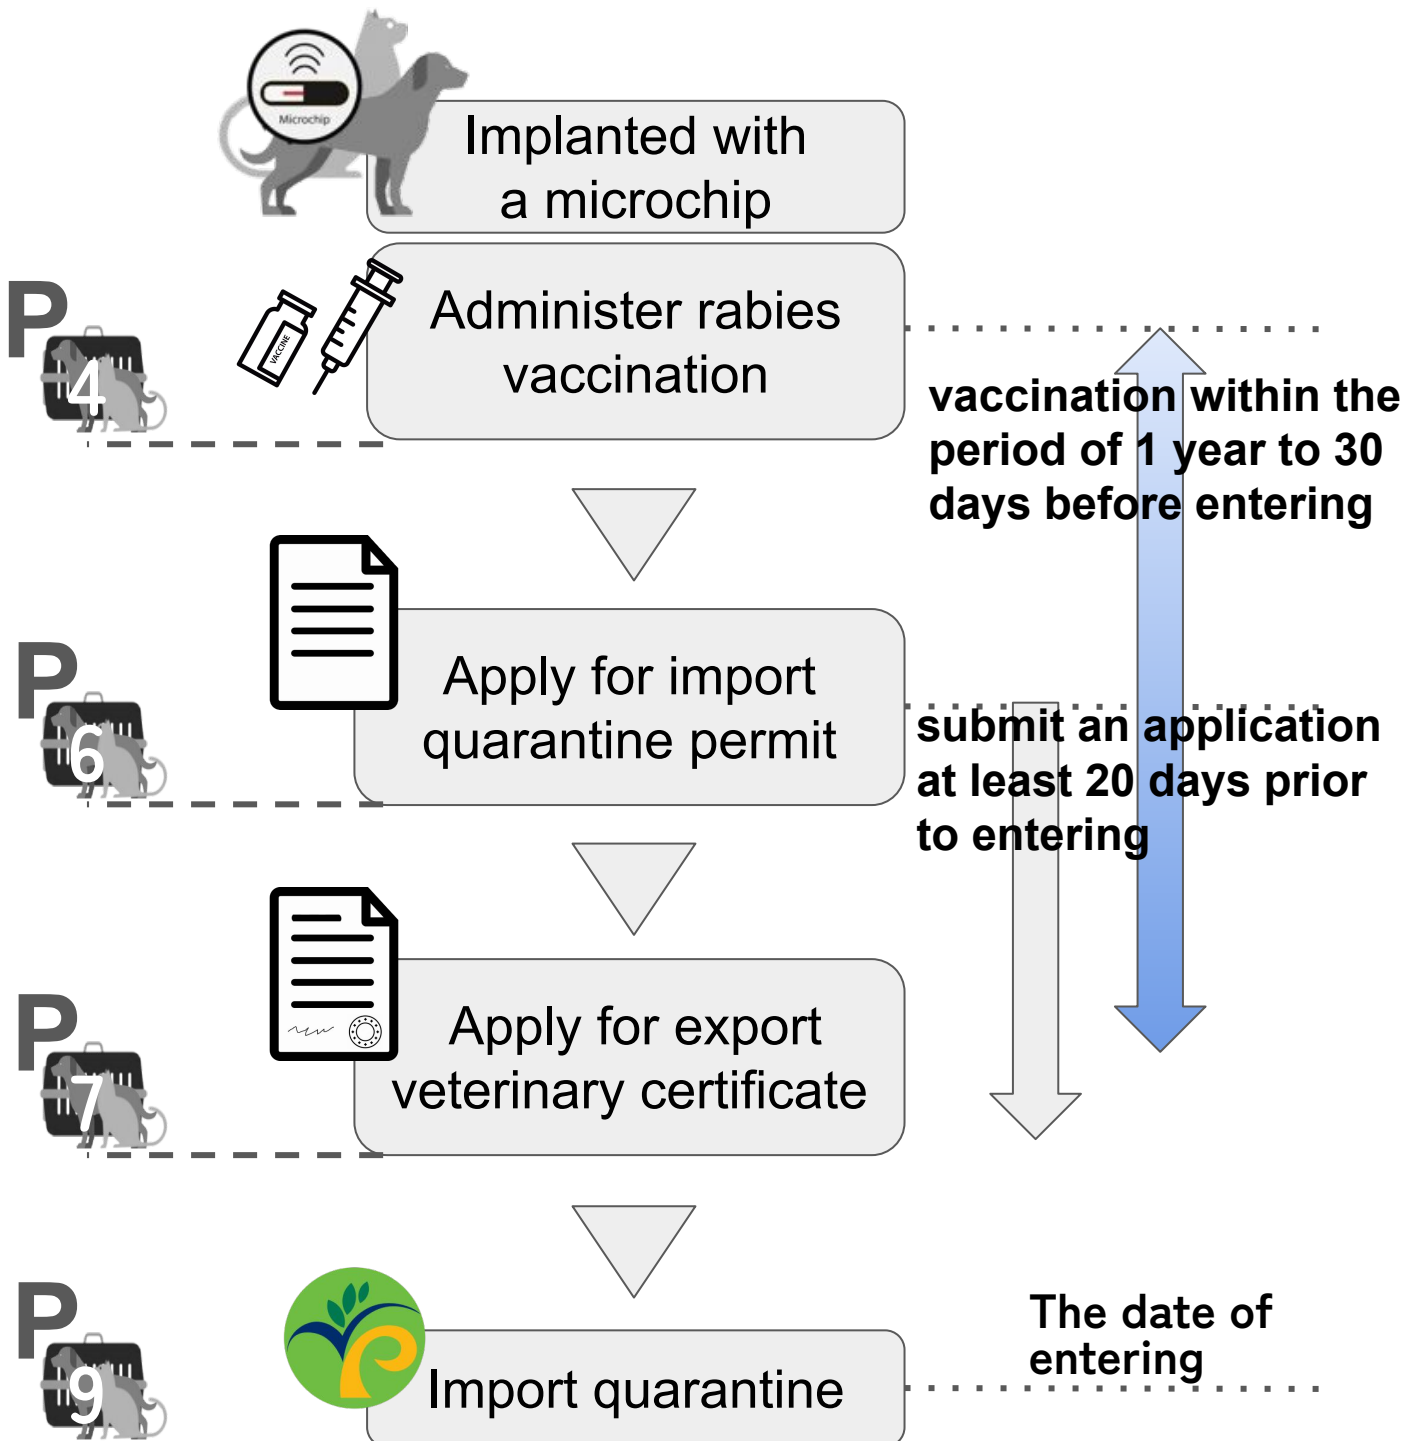 Microchip
Implanted with
a microchip
P
4
VACCINE
Administer rabies
vaccination
vaccination within the
period of 1 year to 30
days before entering
P
6
Apply for import
quarantine permit
submit an application
at least 20 days prior
to entering
P
7
Apply for export
veterinary certificate
P
9
Import quarantine
The date of
entering